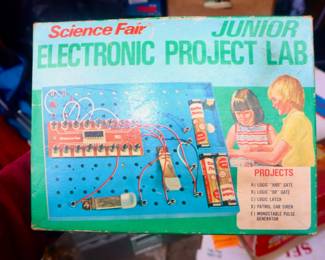 Science Fair
JUNIOR
ELECTRONIC PROJECT LAB
PROJECTS
A) LOGIC "AND" GATE
B) LOGIC "OR" GATE
C) LOGIC LATCH
D) PATROL CAR SIREN
E) MONOSTABLE PULSE
GENERATOR